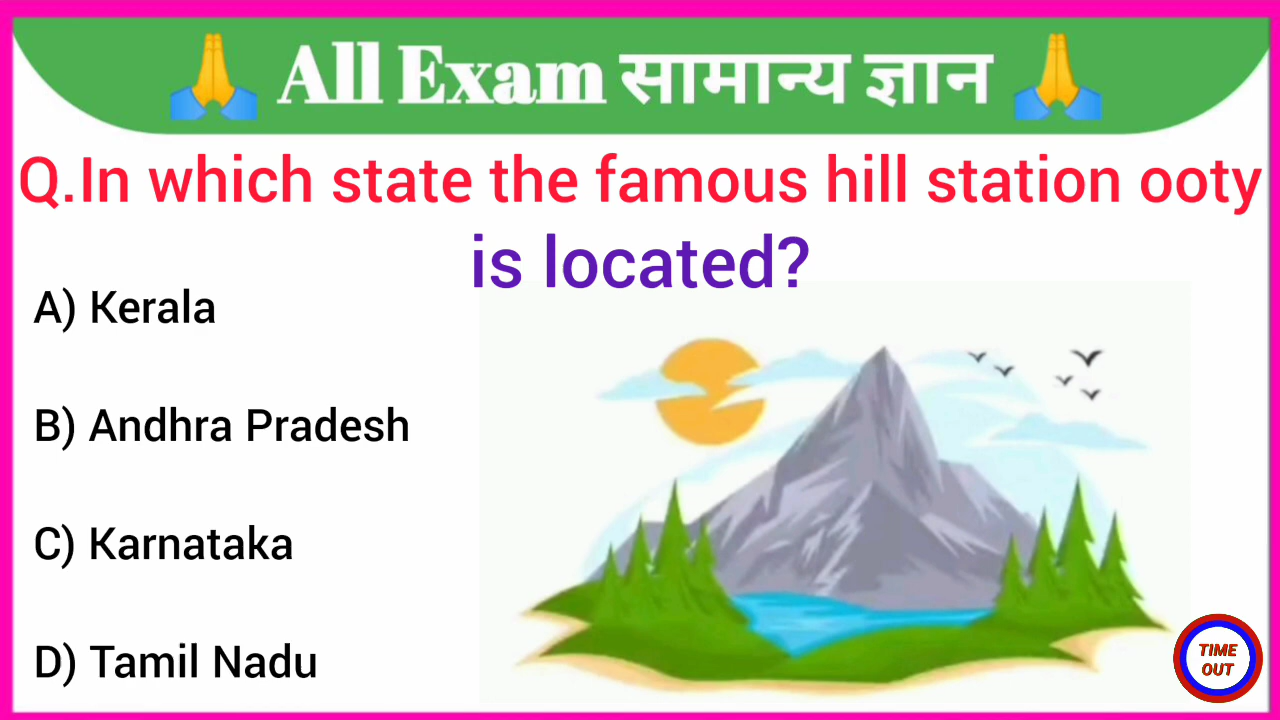 🙏 All Exam सामान्य ज्ञान 🙏
Q.In which state the famous hill station ooty
is located?
A) Kerala
B) Andhra Pradesh
C) Karnataka
D) Tamil Nadu
TIME
OUT